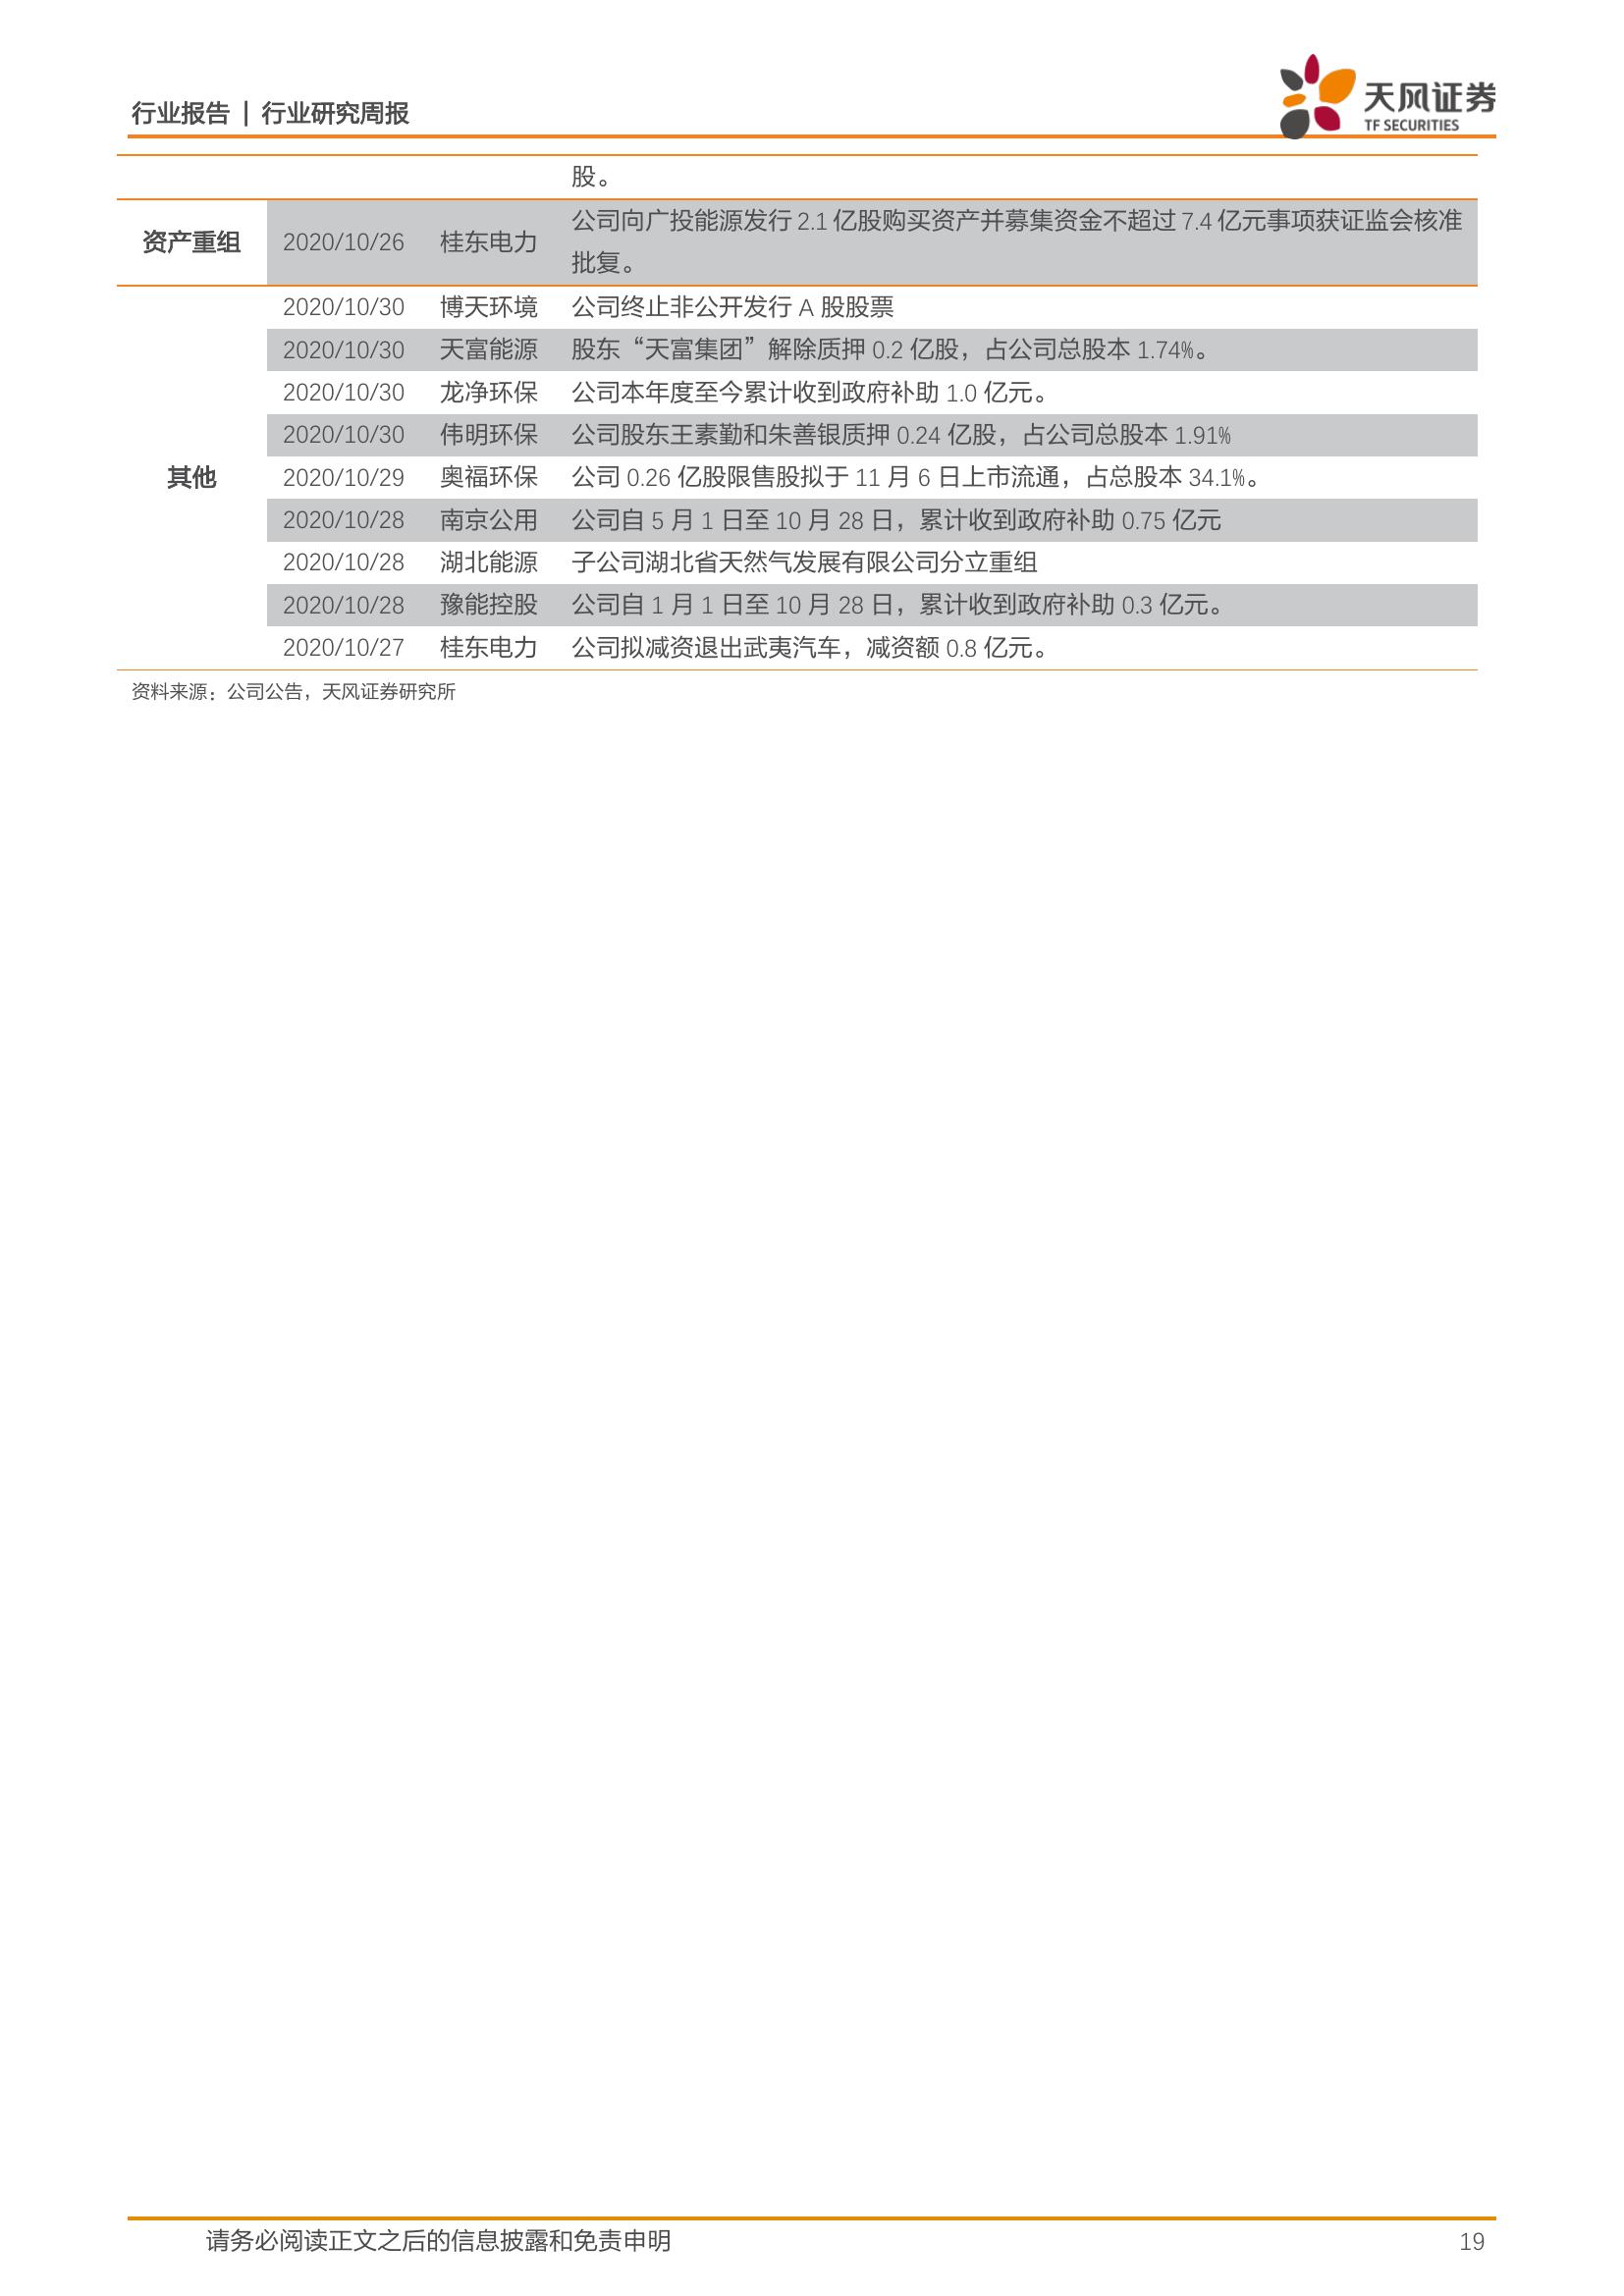 行业报告 | 行业研究周报
天风证券
TF SECURITIES
股。
资产重组 2020/10/26 桂东电力 公司向广投能源发行 2.1 亿股购买资产并募集资金不超过 7.4 亿元事项获证监会核准
批复。
2020/10/30 博天环境 公司终止非公开发行 A 股股票
2020/10/30 天富能源 股东“天富集团”解除质押 0.2 亿股，占公司总股本 1.74%。
2020/10/30 龙净环保 公司本年度至今累计收到政府补助 1.0 亿元。
2020/10/30 伟明环保 公司股东王素勤和朱善银质押 0.24 亿股，占公司总股本 1.91%
其他 2020/10/29 奥福环保 公司 0.26 亿股限售股拟于 11 月 6 日上市流通，占总股本 34.1%。
2020/10/28 南京公用 公司自 5 月 1 日至 10 月 28 日，累计收到政府补助 0.75 亿元
2020/10/28 湖北能源 子公司湖北省天然气发展有限公司分立重组
2020/10/28 豫能控股 公司自 1 月 1 日至 10 月 28 日，累计收到政府补助 0.3 亿元。
2020/10/27 桂东电力 公司拟减资退出武夷汽车，减资额 0.8 亿元。
资料来源：公司公告，天风证券研究所
请务必阅读正文之后的信息披露和免责申明 19